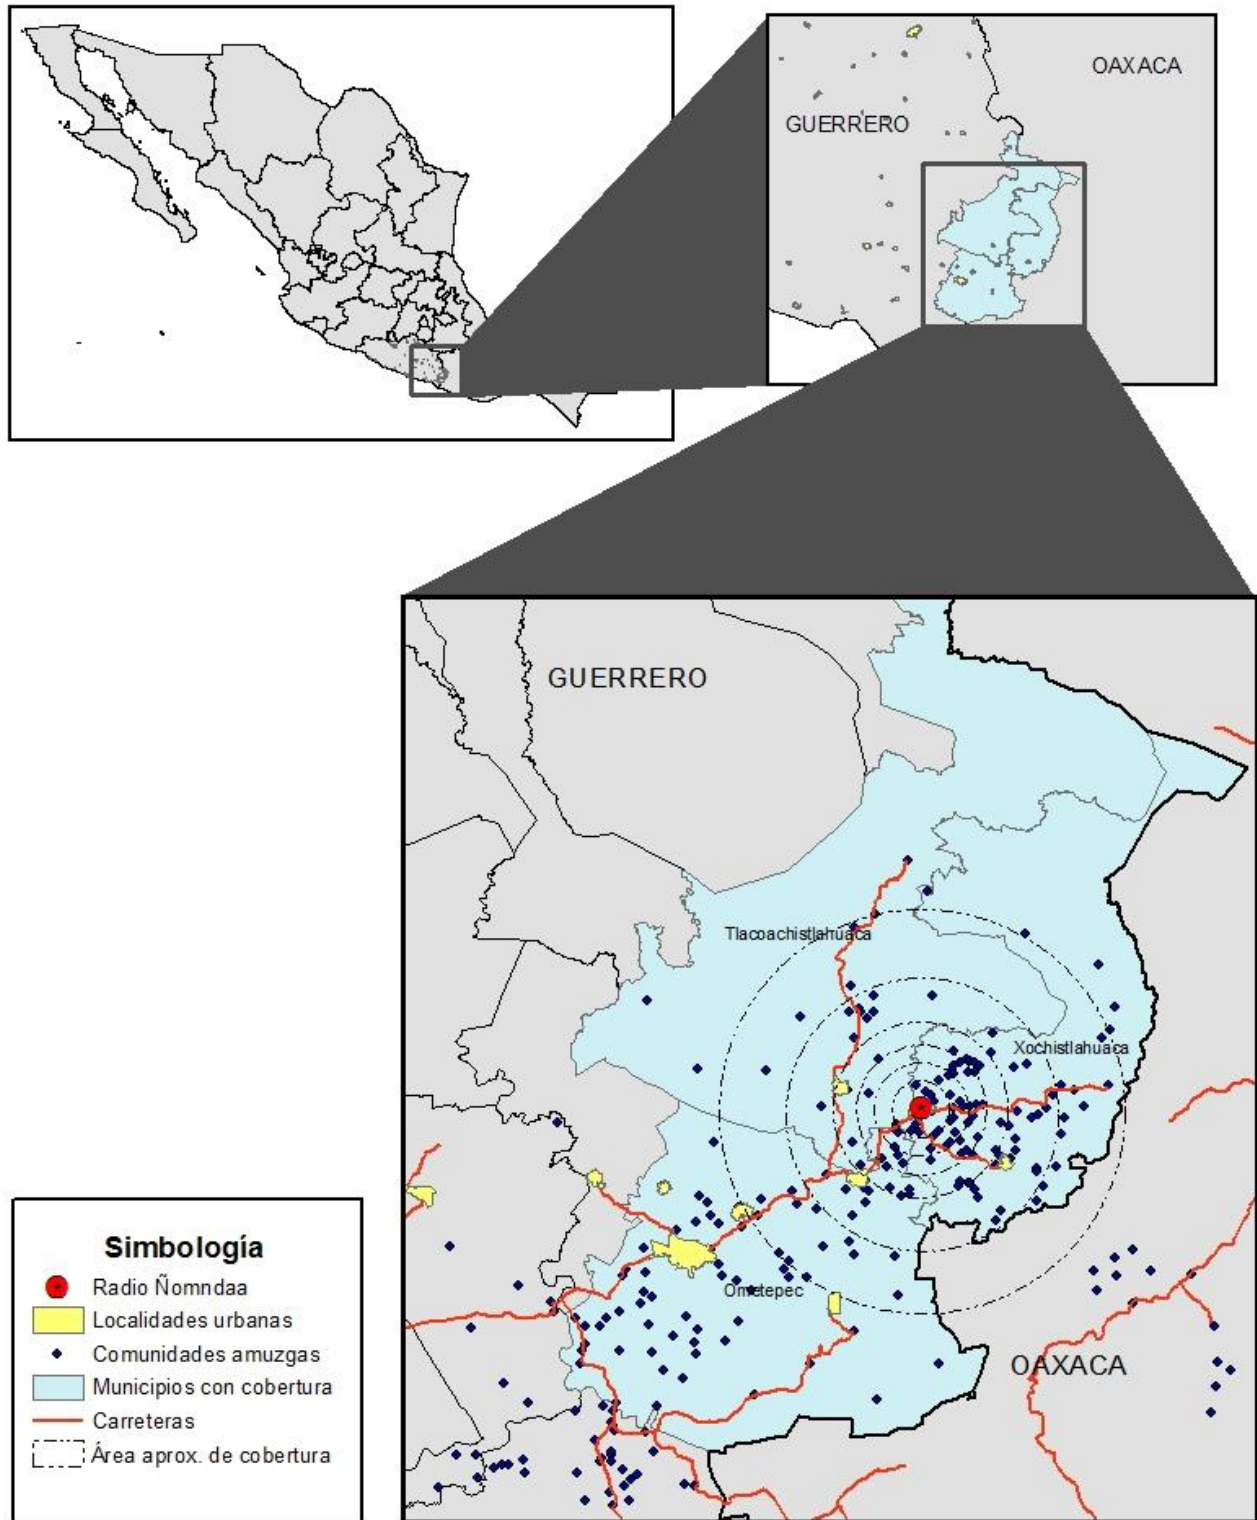 OAXACA
GUERRERO
GUERRERO
Tlacoachistlahuaca
Xochistlahuaca
Ometepec
OAXACA
Simbología
Radio Ñomndaa
Localidades urbanas
Comunidades amuzgas
Municipios con cobertura
Carreteras
Área aprox. de cobertura